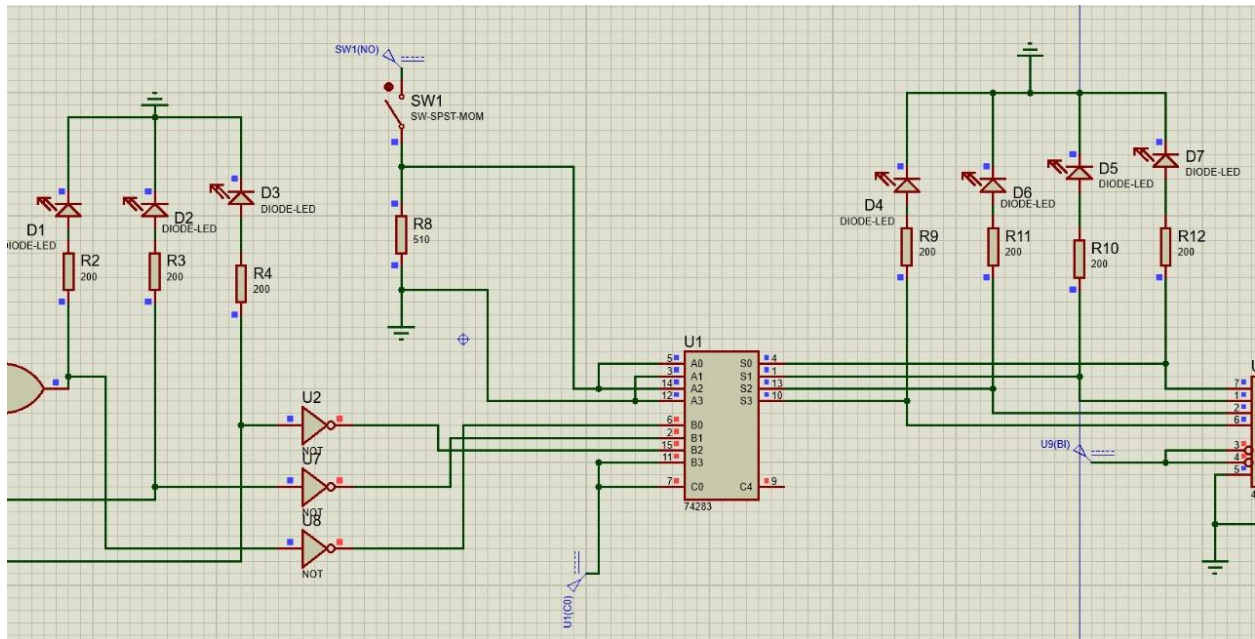 SW1(NO)
SW1
SW-SPST-MOM
D1
DIODE-LED
R2
200
D2
DIODE-LED
R3
200
D3
DIODE-LED
R4
200
R8
510
U2
NOT
U7
NOT
U8
NOT
U1
5 A0 S0 4
3 A1 S1 1
14 A2 S2 13
12 A3 S3 10
6 B0
2 B1
15 B2
11 B3
7 C0 C4 9
74283
U1(C0)
D4
DIODE-LED
R9
200
D6
DIODE-LED
R11
200
D5
DIODE-LED
R10
200
D7
DIODE-LED
R12
200
U9(BI)
7
1
2
6
3
4
5